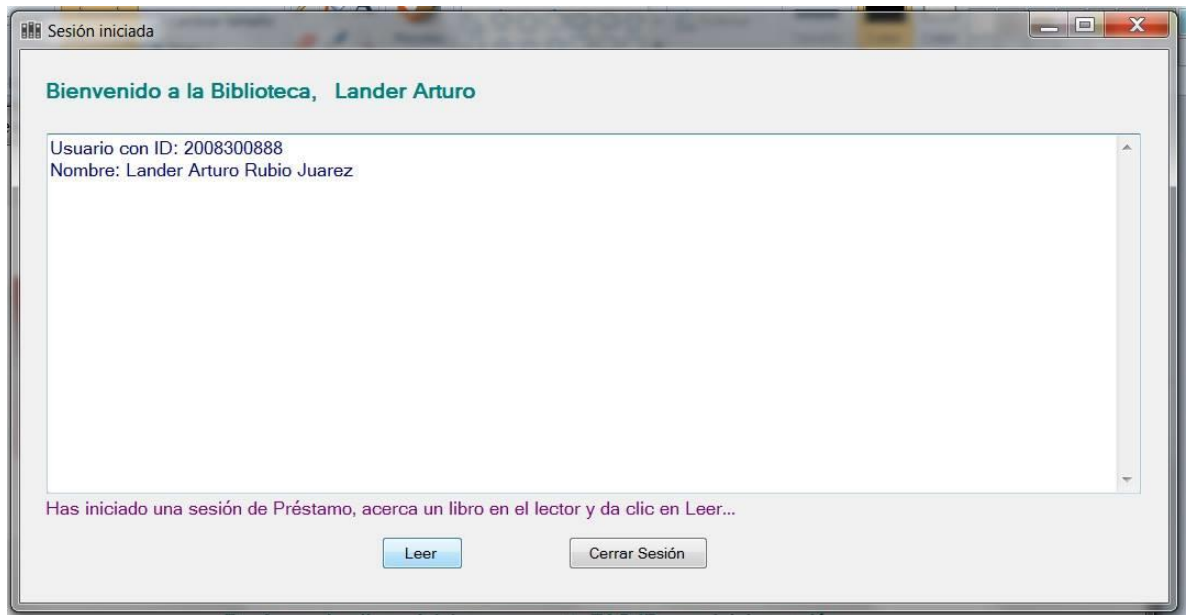 Sesión iniciada
Bienvenido a la Biblioteca, Lander Arturo
Usuario con ID: 2008300888
Nombre: Lander Arturo Rubio Juarez
Has iniciado una sesión de Préstamo, acerca un libro en el lector y da clic en Leer...
Leer
Cerrar Sesión